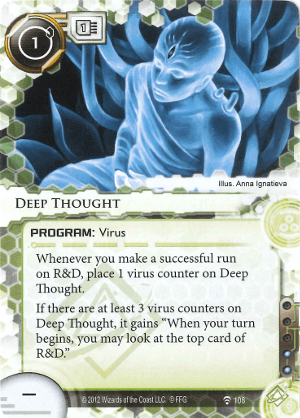 1
1
Illus. Anna Ignatieva
DEEP THOUGHT
PROGRAM: Virus
Whenever you make a successful run
on R&D, place 1 virus counter on Deep
Thought.
If there are at least 3 virus counters on
Deep Thought, it gains “When your turn
begins, you may look at the top card of
R&D.”
–
© 2012 Wizards of the Coast LLC. © FFG
108